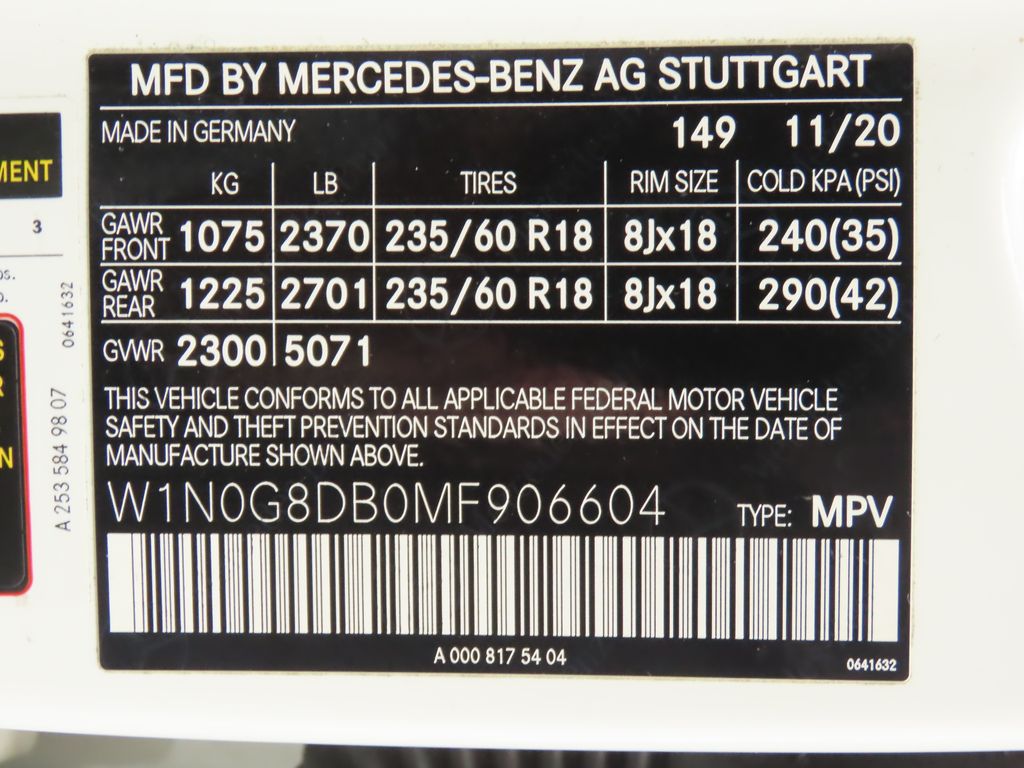 MFD BY MERCEDES-BENZ AG STUTTGART
MADE IN GERMANY 149 11/20
KG LB TIRES RIM SIZE COLD KPA (PSI)
GAWR FRONT 1075 2370 235/60 R18 8Jx18 240(35)
GAWR REAR 1225 2701 235/60 R18 8Jx18 290(42)
GVWR 2300 5071
THIS VEHICLE CONFORMS TO ALL APPLICABLE FEDERAL MOTOR VEHICLE
SAFETY AND THEFT PREVENTION STANDARDS IN EFFECT ON THE DATE OF
MANUFACTURE SHOWN ABOVE.
W1N0G8DB0MF906604 TYPE: MPV
A 000 817 54 04
0641632
A 253 584 98 07
0641632
3